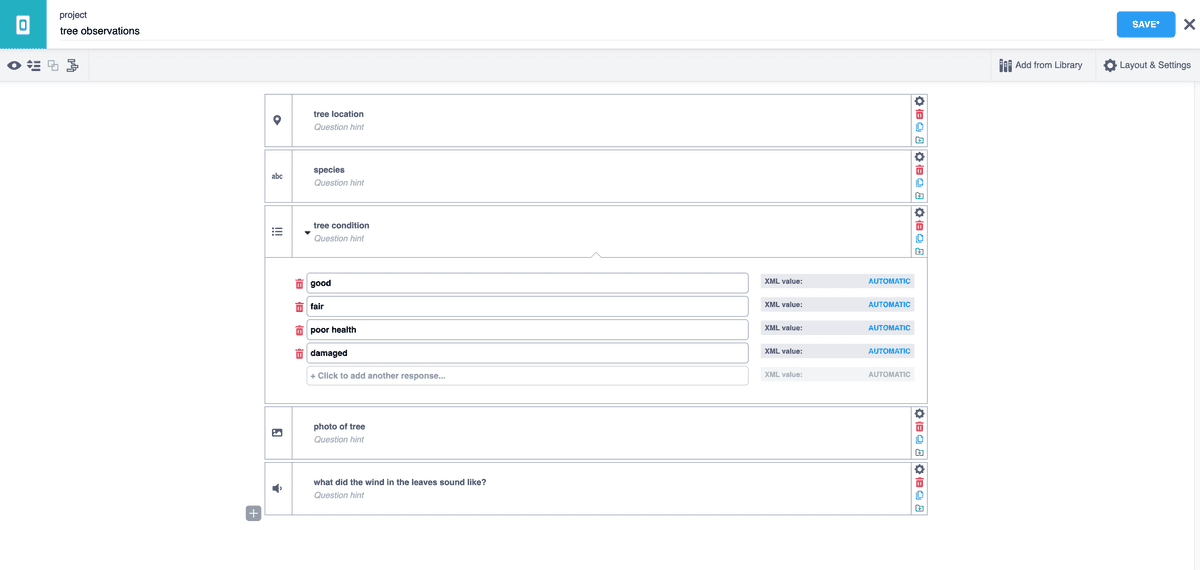 project
tree observations
SAVE*
Add from Library
Layout & Settings
tree location
Question hint
abc
species
Question hint
tree condition
Question hint
good
XML value: AUTOMATIC
fair
XML value: AUTOMATIC
poor health
XML value: AUTOMATIC
damaged
XML value: AUTOMATIC
+ Click to add another response...
XML value: AUTOMATIC
photo of tree
Question hint
what did the wind in the leaves sound like?
Question hint